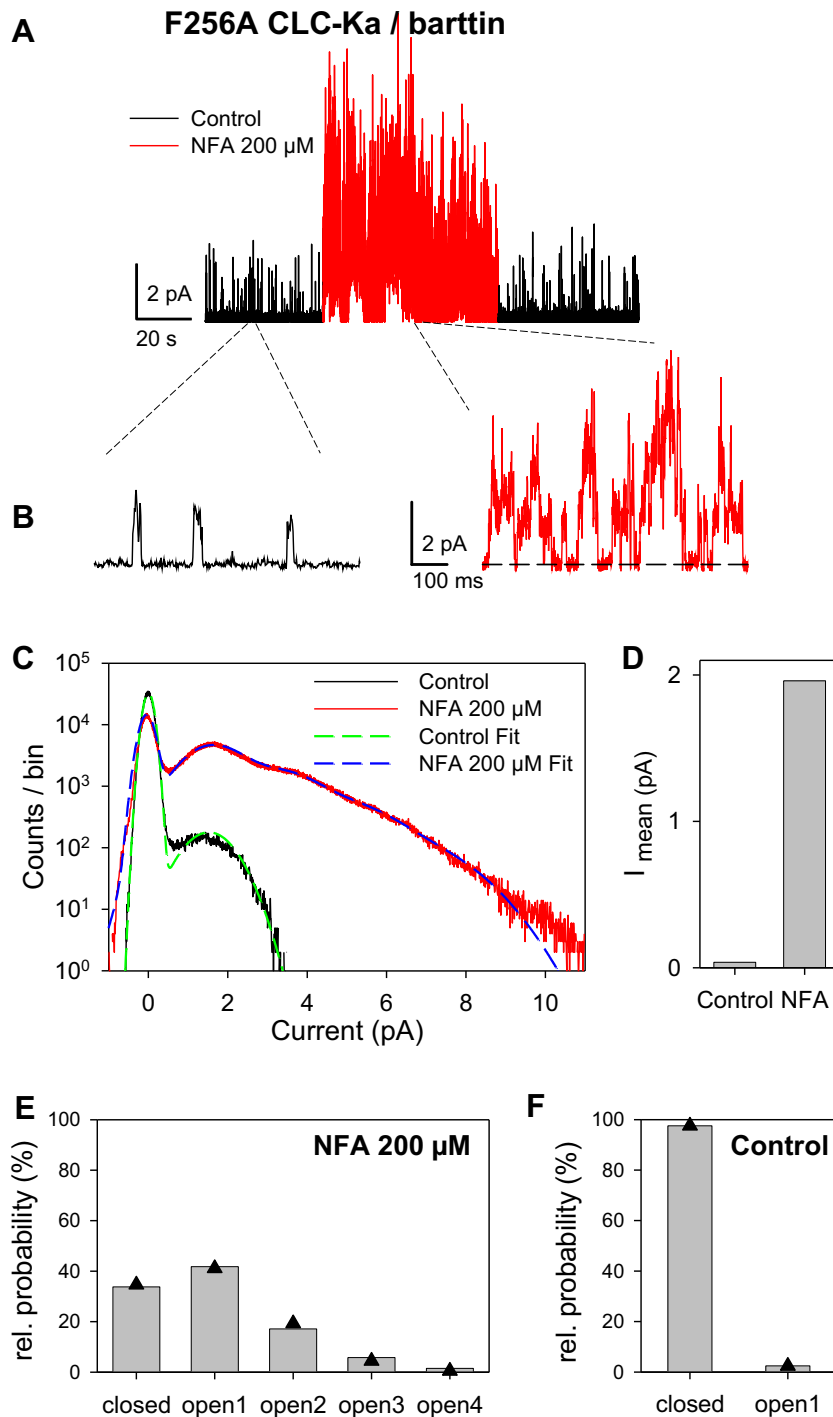 A
F256A CLC-Ka / barttin
Control
NFA 200 µM
2 pA
20 s
B
2 pA
100 ms
C
10^5
10^4
10^3
10^2
10^1
10^0
Counts / bin
Control
NFA 200 µM
Control Fit
NFA 200 µM Fit
0 2 4 6 8 10
Current (pA)
D
2
1
0
I mean (pA)
Control NFA
E
NFA 200 µM
100
80
60
40
20
0
rel. probability (%)
closed open1 open2 open3 open4
F
Control
100
80
60
40
20
0
rel. probability (%)
closed open1